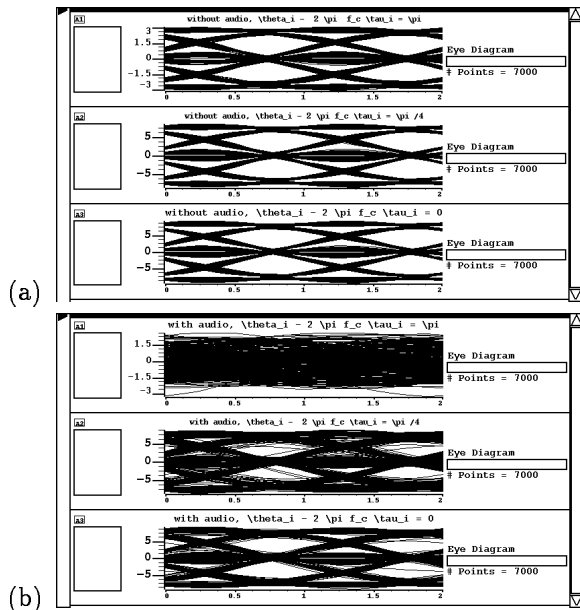 A1
without audio, \theta_i - 2 \pi f_c \tau_i = \pi
3
1.5
0
-1.5
-3
0 0.5 1 1.5 2
Eye Diagram
# Points = 7000
A2
without audio, \theta_i - 2 \pi f_c \tau_i = \pi /4
5
0
-5
0 0.5 1 1.5 2
Eye Diagram
# Points = 7000
A3
without audio, \theta_i - 2 \pi f_c \tau_i = 0
5
0
-5
0 0.5 1 1.5 2
Eye Diagram
# Points = 7000
(a)
A1
with audio, \theta_i - 2 \pi f_c \tau_i = \pi
1.5
0
-1.5
-3
0 0.5 1 1.5 2
Eye Diagram
# Points = 7000
A2
with audio, \theta_i - 2 \pi f_c \tau_i = \pi /4
5
0
-5
0 0.5 1 1.5 2
Eye Diagram
# Points = 7000
A3
with audio, \theta_i - 2 \pi f_c \tau_i = 0
5
0
-5
0 0.5 1 1.5 2
Eye Diagram
# Points = 7000
(b)